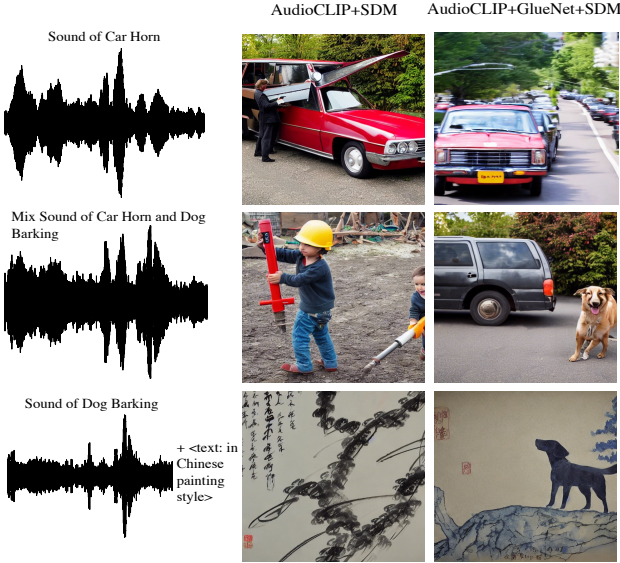 AudioCLIP+SDM
AudioCLIP+GlueNet+SDM
Sound of Car Horn
Mix Sound of Car Horn and Dog
Barking
Sound of Dog Barking
+ <text: in
Chinese
painting
style>